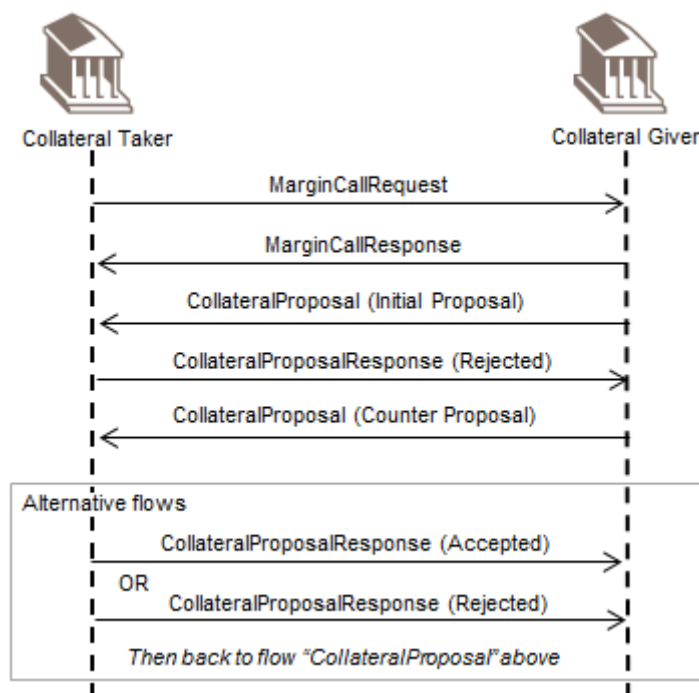 Collateral Taker
Collateral Giver
MarginCallRequest
MarginCallResponse
CollateralProposal (Initial Proposal)
CollateralProposalResponse (Rejected)
CollateralProposal (Counter Proposal)
Alternative flows
CollateralProposalResponse (Accepted)
OR
CollateralProposalResponse (Rejected)
Then back to flow “CollateralProposal” above